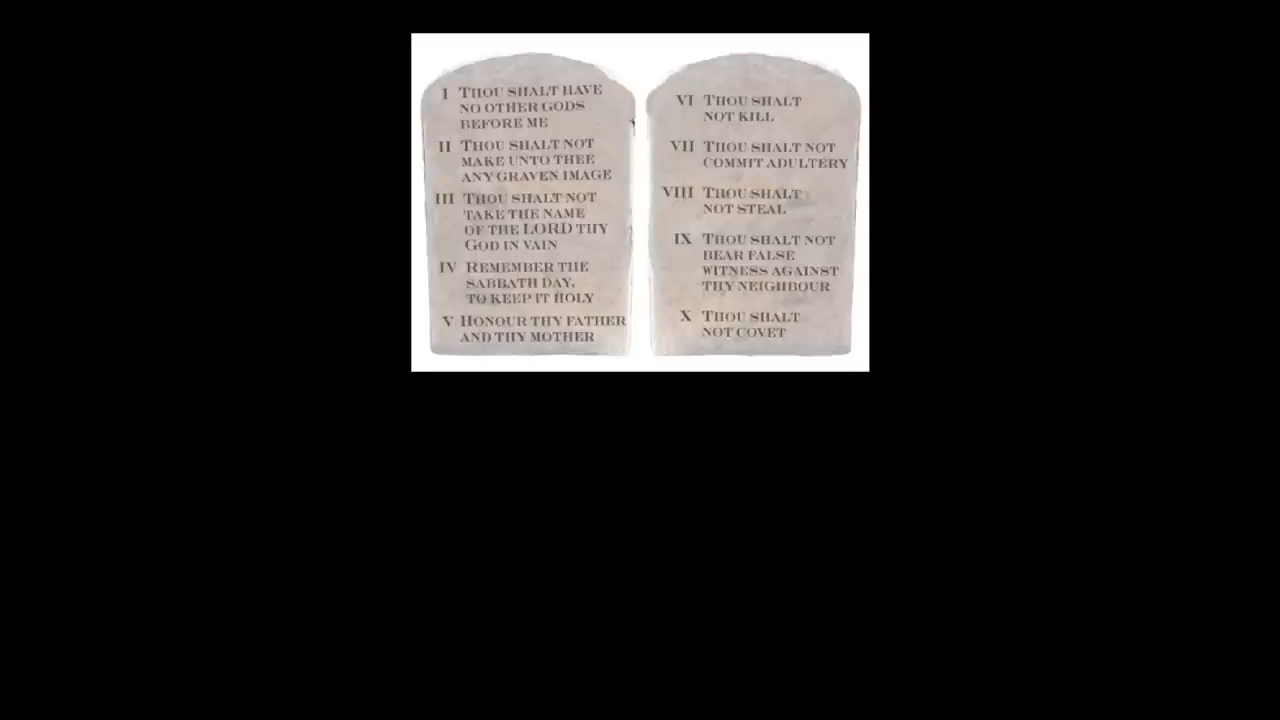 I THOU SHALT HAVE
NO OTHER GODS
BEFORE ME
II THOU SHALT NOT
MAKE UNTO THEE
ANY GRAVEN IMAGE
III THOU SHALT NOT
TAKE THE NAME
OF THE LORD THY
GOD IN VAIN
IV REMEMBER THE
SABBATH DAY,
TO KEEP IT HOLY
V HONOUR THY FATHER
AND THY MOTHER
VI THOU SHALT
NOT KILL
VII THOU SHALT NOT
COMMIT ADULTERY
VIII THOU SHALT
NOT STEAL
IX THOU SHALT NOT
BEAR FALSE
WITNESS AGAINST
THY NEIGHBOUR
X THOU SHALT
NOT COVET